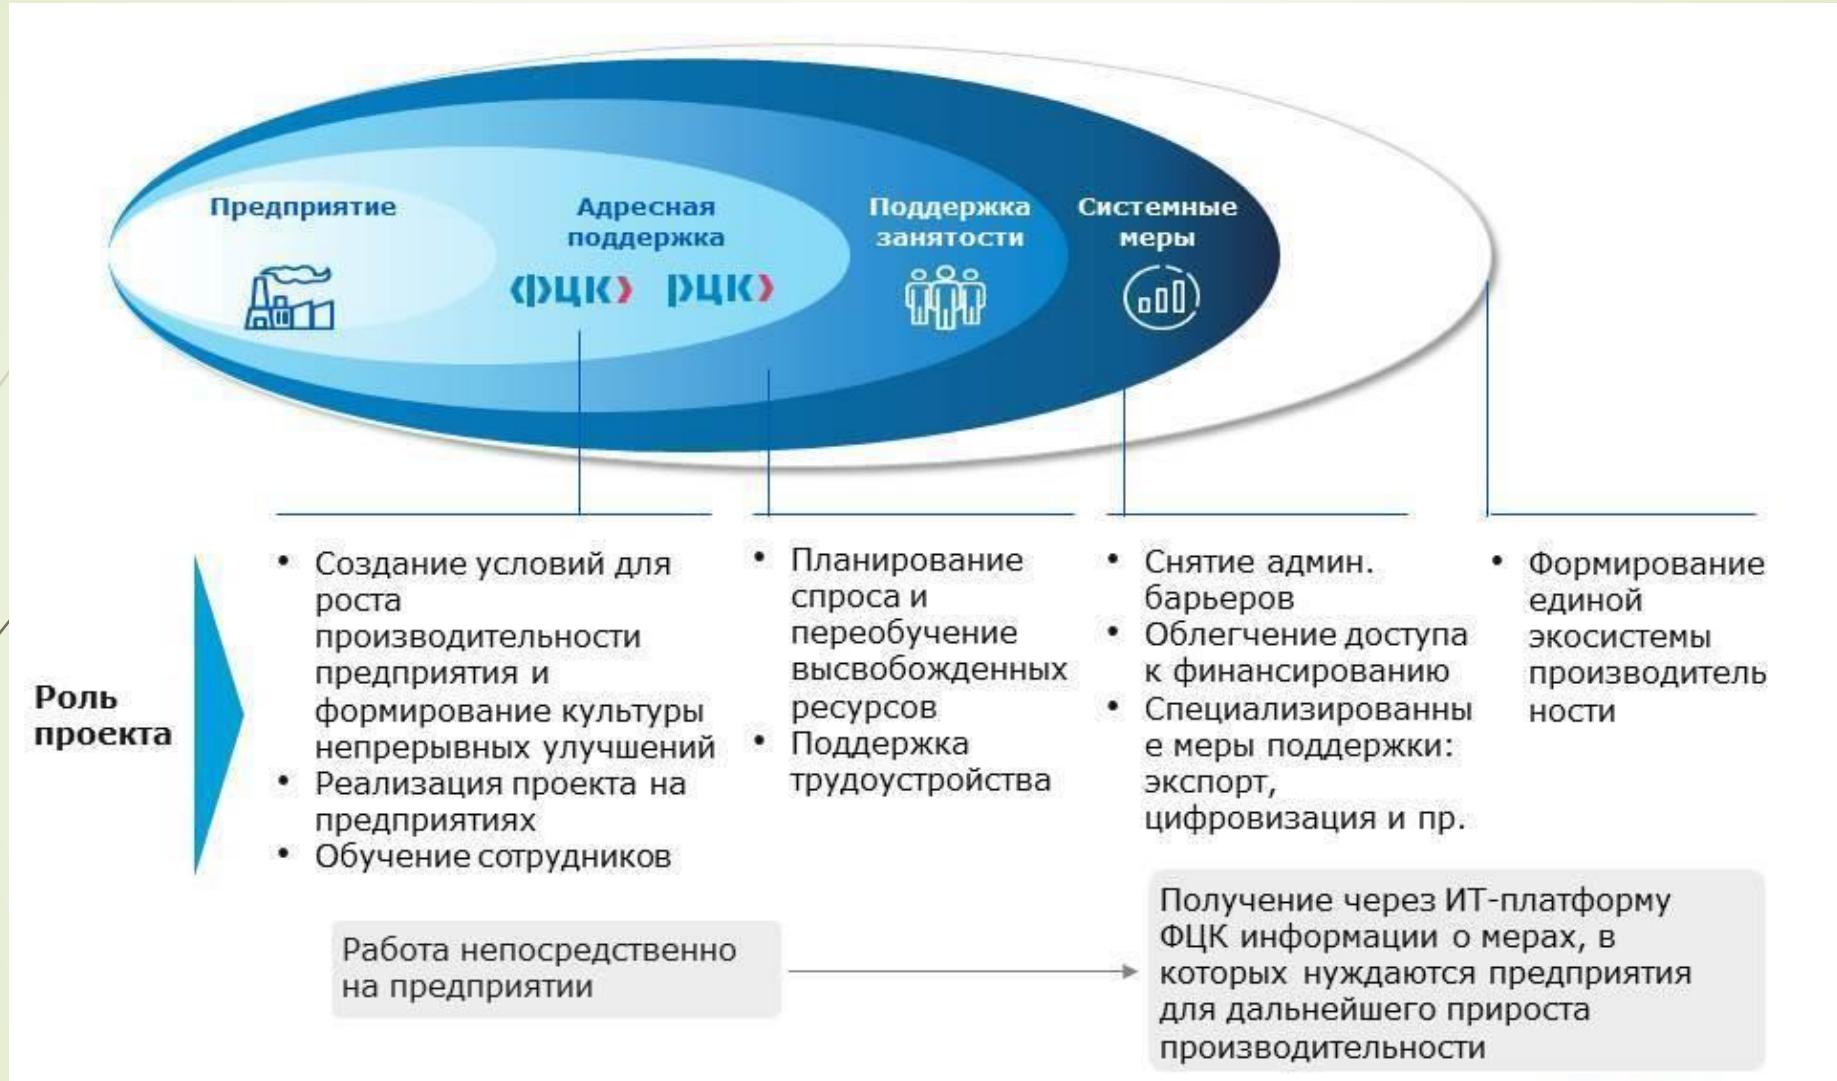 Предприятие
Адресная
поддержка
ФЦК РЦК
Поддержка
занятости
Системные
меры
Роль
проекта
• Создание условий для
роста
производительности
предприятия и
формирование культуры
непрерывных улучшений
• Реализация проекта на
предприятиях
• Обучение сотрудников
• Планирование
спроса и
переобучение
высвобожденных
ресурсов
• Поддержка
трудоустройства
• Снятие админ.
барьеров
• Облегчение доступа
к финансированию
• Специализированны
е меры поддержки:
экспорт,
цифровизация и пр.
• Формирование
единой
экосистемы
производитель
ности
Работа непосредственно
на предприятии
Получение через ИТ-платформу
ФЦК информации о мерах, в
которых нуждаются предприятия
для дальнейшего прироста
производительности